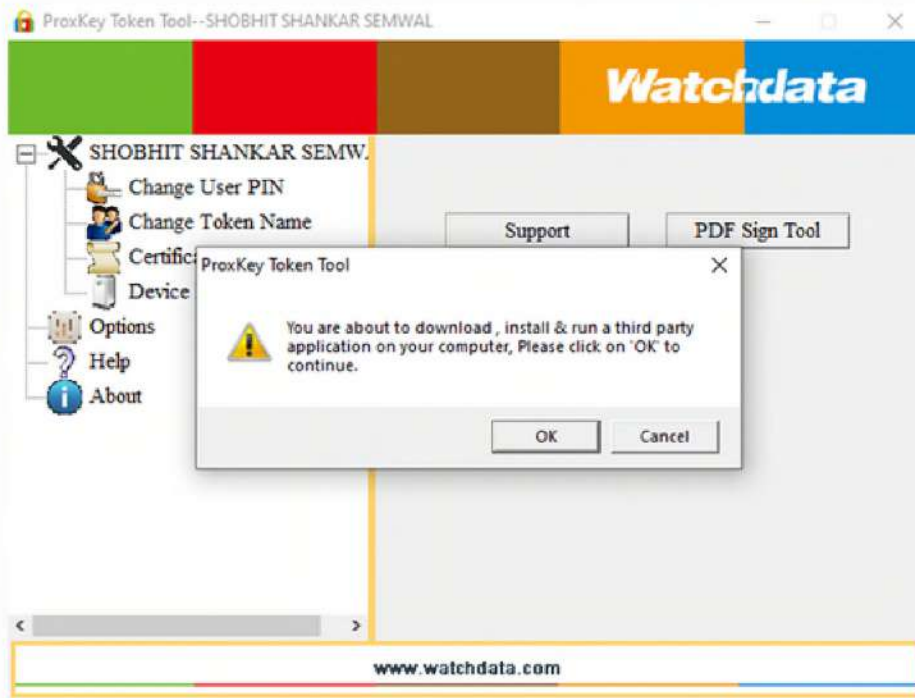 ProxKey Token Tool--SHOBHIT SHANKAR SEMWAL
Watchdata
SHOBHIT SHANKAR SEMW.
Change User PIN
Change Token Name
Certific
Device
Options
Help
About
Support
PDF Sign Tool
ProxKey Token Tool
You are about to download , install & run a third party
application on your computer, Please click on 'OK' to
continue.
OK
Cancel
www.watchdata.com